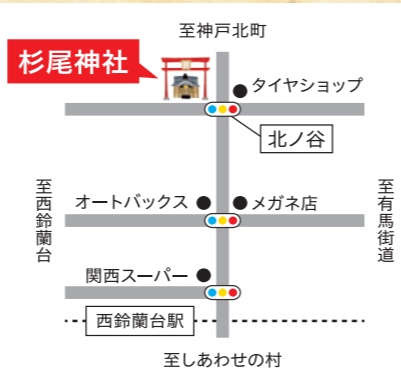 至神戸北町
杉尾神社
タイヤショップ
北ノ谷
至西鈴蘭台
オートバックス
メガネ店
至有馬街道
関西スーパー
西鈴蘭台駅
至しあわせの村